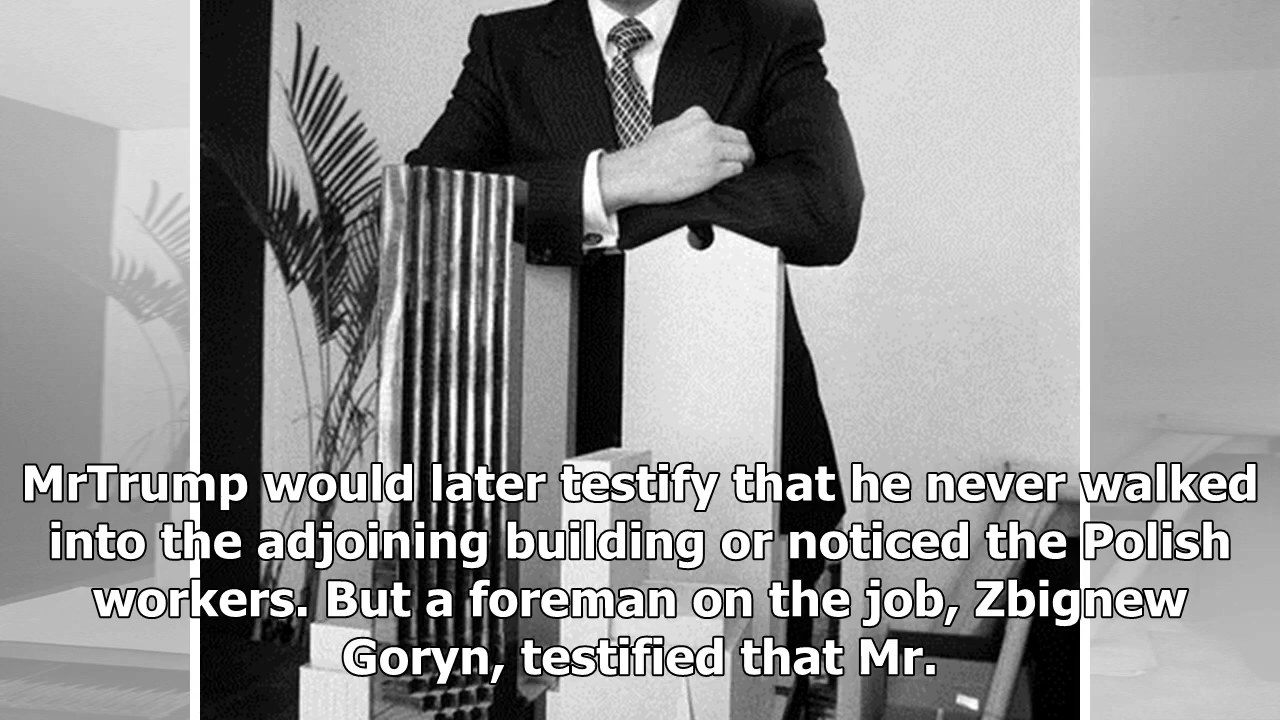 MrTrump would later testify that he never walked
into the adjoining building or noticed the Polish
workers. But a foreman on the job, Zbignew
Goryn, testified that Mr.